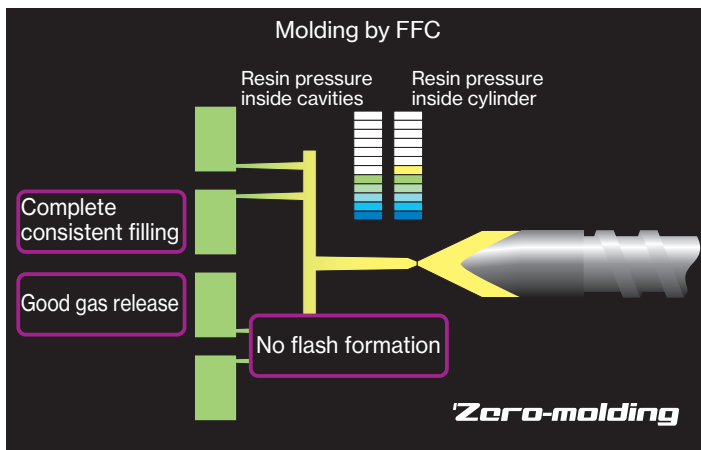 Molding by FFC
Resin pressure
inside cavities
Resin pressure
inside cylinder
Complete
consistent filling
Good gas release
No flash formation
Zero-molding